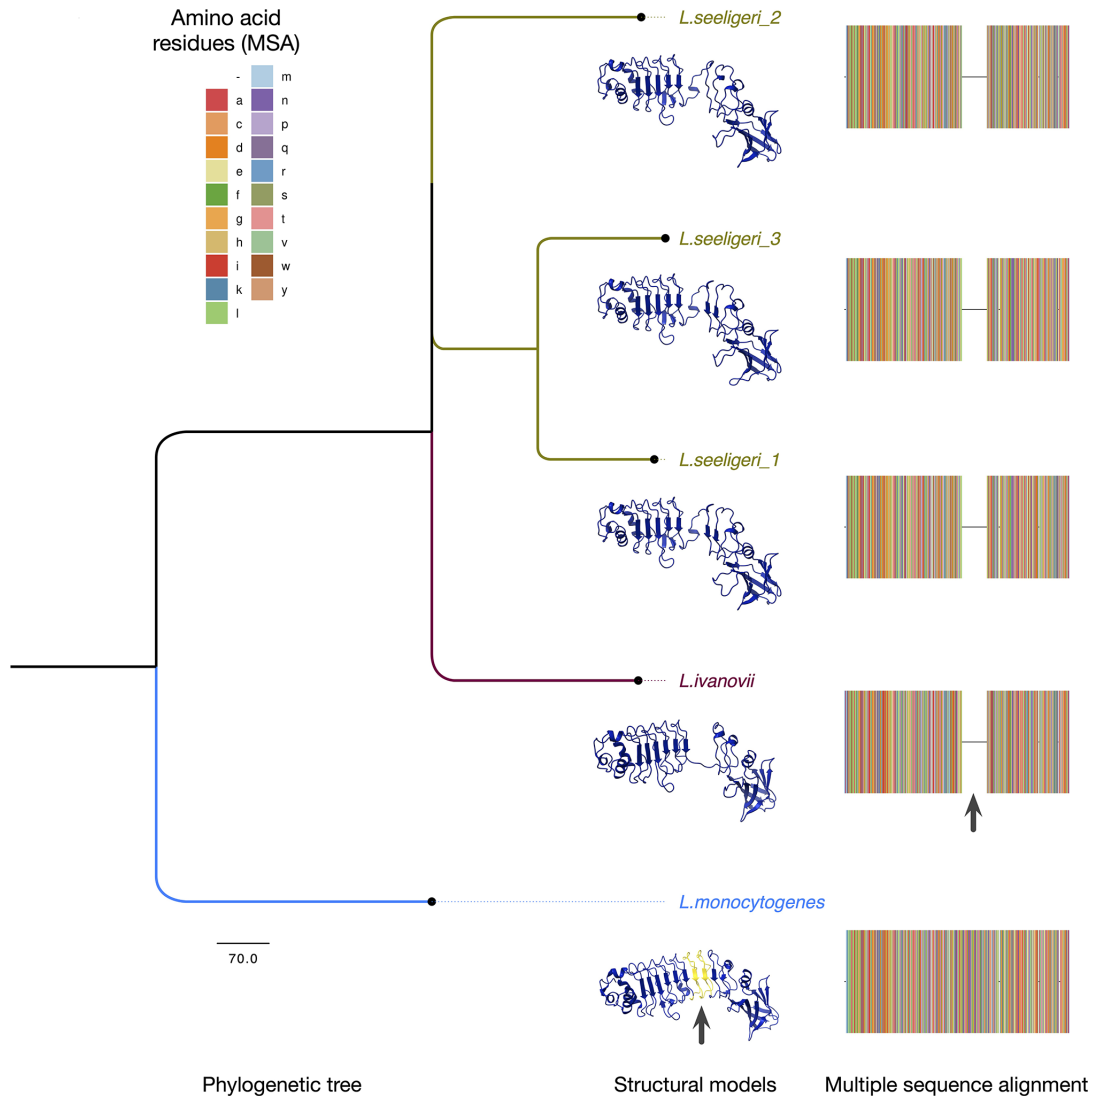 Amino acid
residues (MSA)
- m
a n
c p
d q
e r
f s
g t
h v
i w
k y
l
L.seeligeri_2
L.seeligeri_3
L.seeligeri_1
L.ivanovii
L.monocytogenes
70.0
Phylogenetic tree
Structural models
Multiple sequence alignment